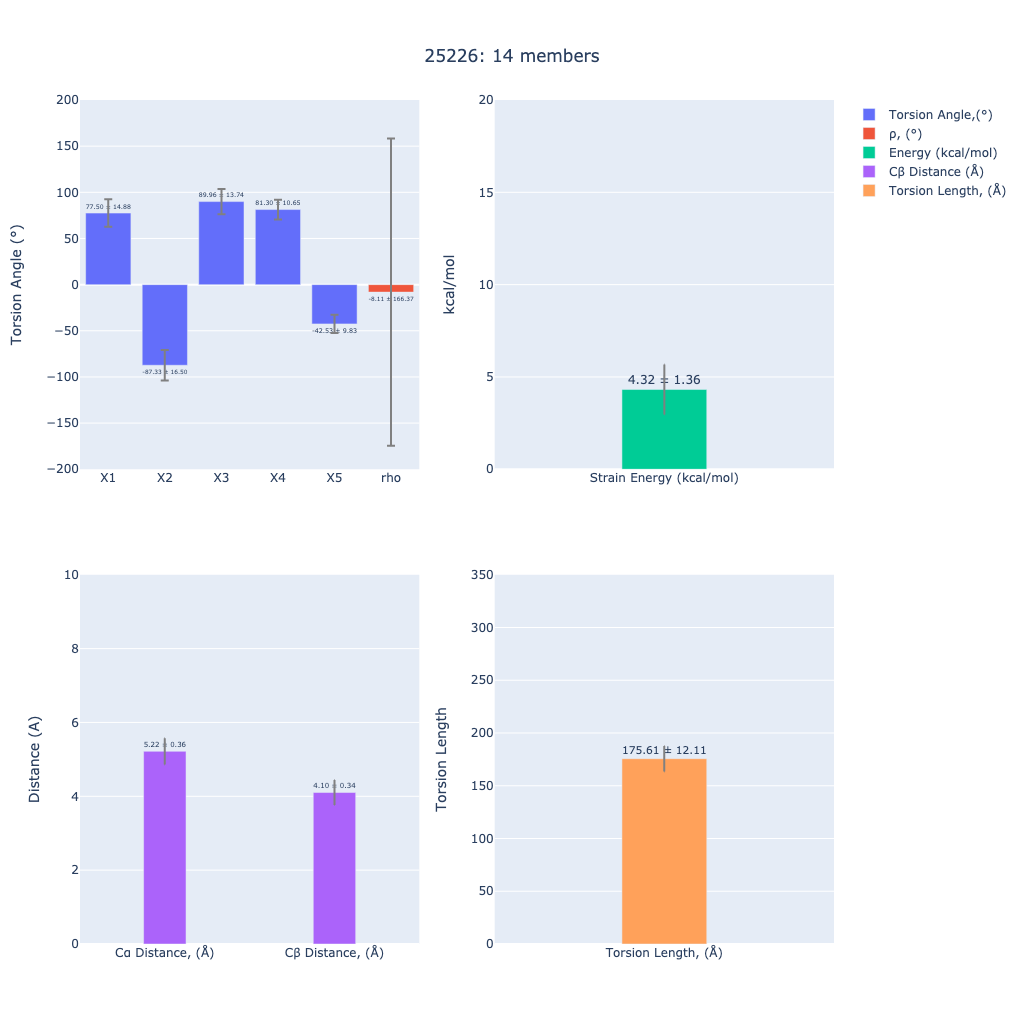 25226: 14 members
Torsion Angle (°)
200
150
100
50
0
−50
−100
−150
−200
77.50 ± 14.88
-87.33 ± 16.50
89.96 ± 13.74
81.30 ± 10.65
-42.53 ± 9.83
-8.11 ± 166.37
X1 X2 X3 X4 X5 rho
kcal/mol
20
15
10
5
0
4.32 ± 1.36
Strain Energy (kcal/mol)
Torsion Angle,(°)
ρ, (°)
Energy (kcal/mol)
Cβ Distance (Å)
Torsion Length, (Å)
Distance (A)
10
8
6
4
2
0
5.22 ± 0.36
4.10 ± 0.34
Cα Distance, (Å) Cβ Distance, (Å)
Torsion Length
350
300
250
200
150
100
50
0
175.61 ± 12.11
Torsion Length, (Å)